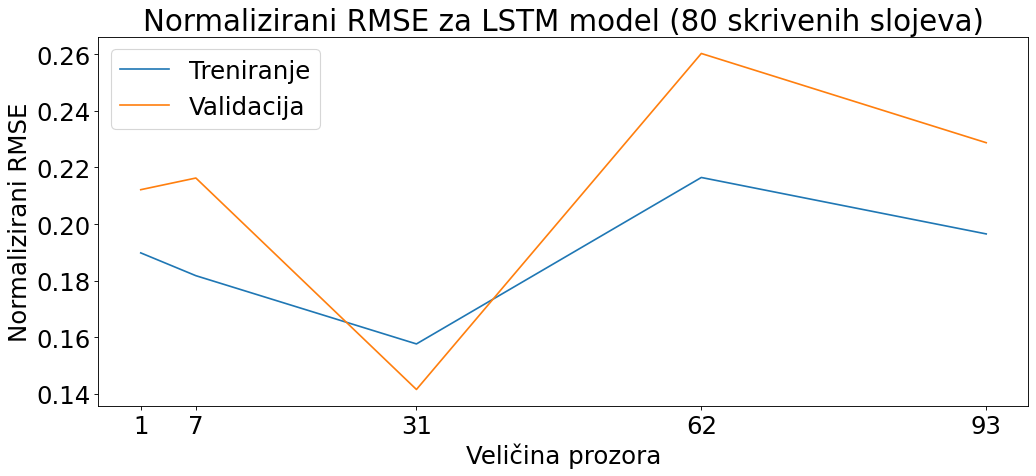 Normalizirani RMSE za LSTM model (80 skrivenih slojeva)
Treniranje
Validacija
Normalizirani RMSE
0.26
0.24
0.22
0.20
0.18
0.16
0.14
1 7 31 62 93
Veličina prozora